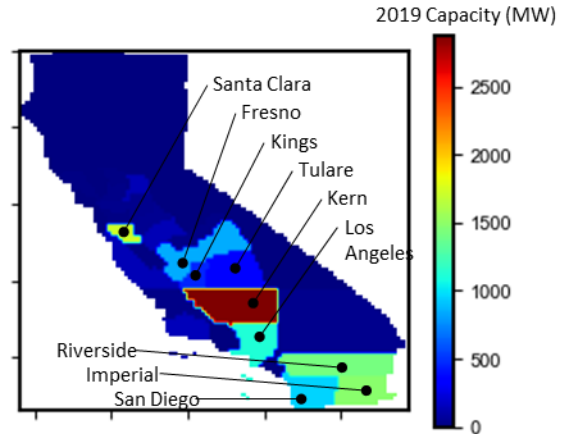 2019 Capacity (MW)
Santa Clara
Fresno
Kings
Tulare
Kern
Los
Angeles
Riverside
Imperial
San Diego
2500
2000
1500
1000
500
0